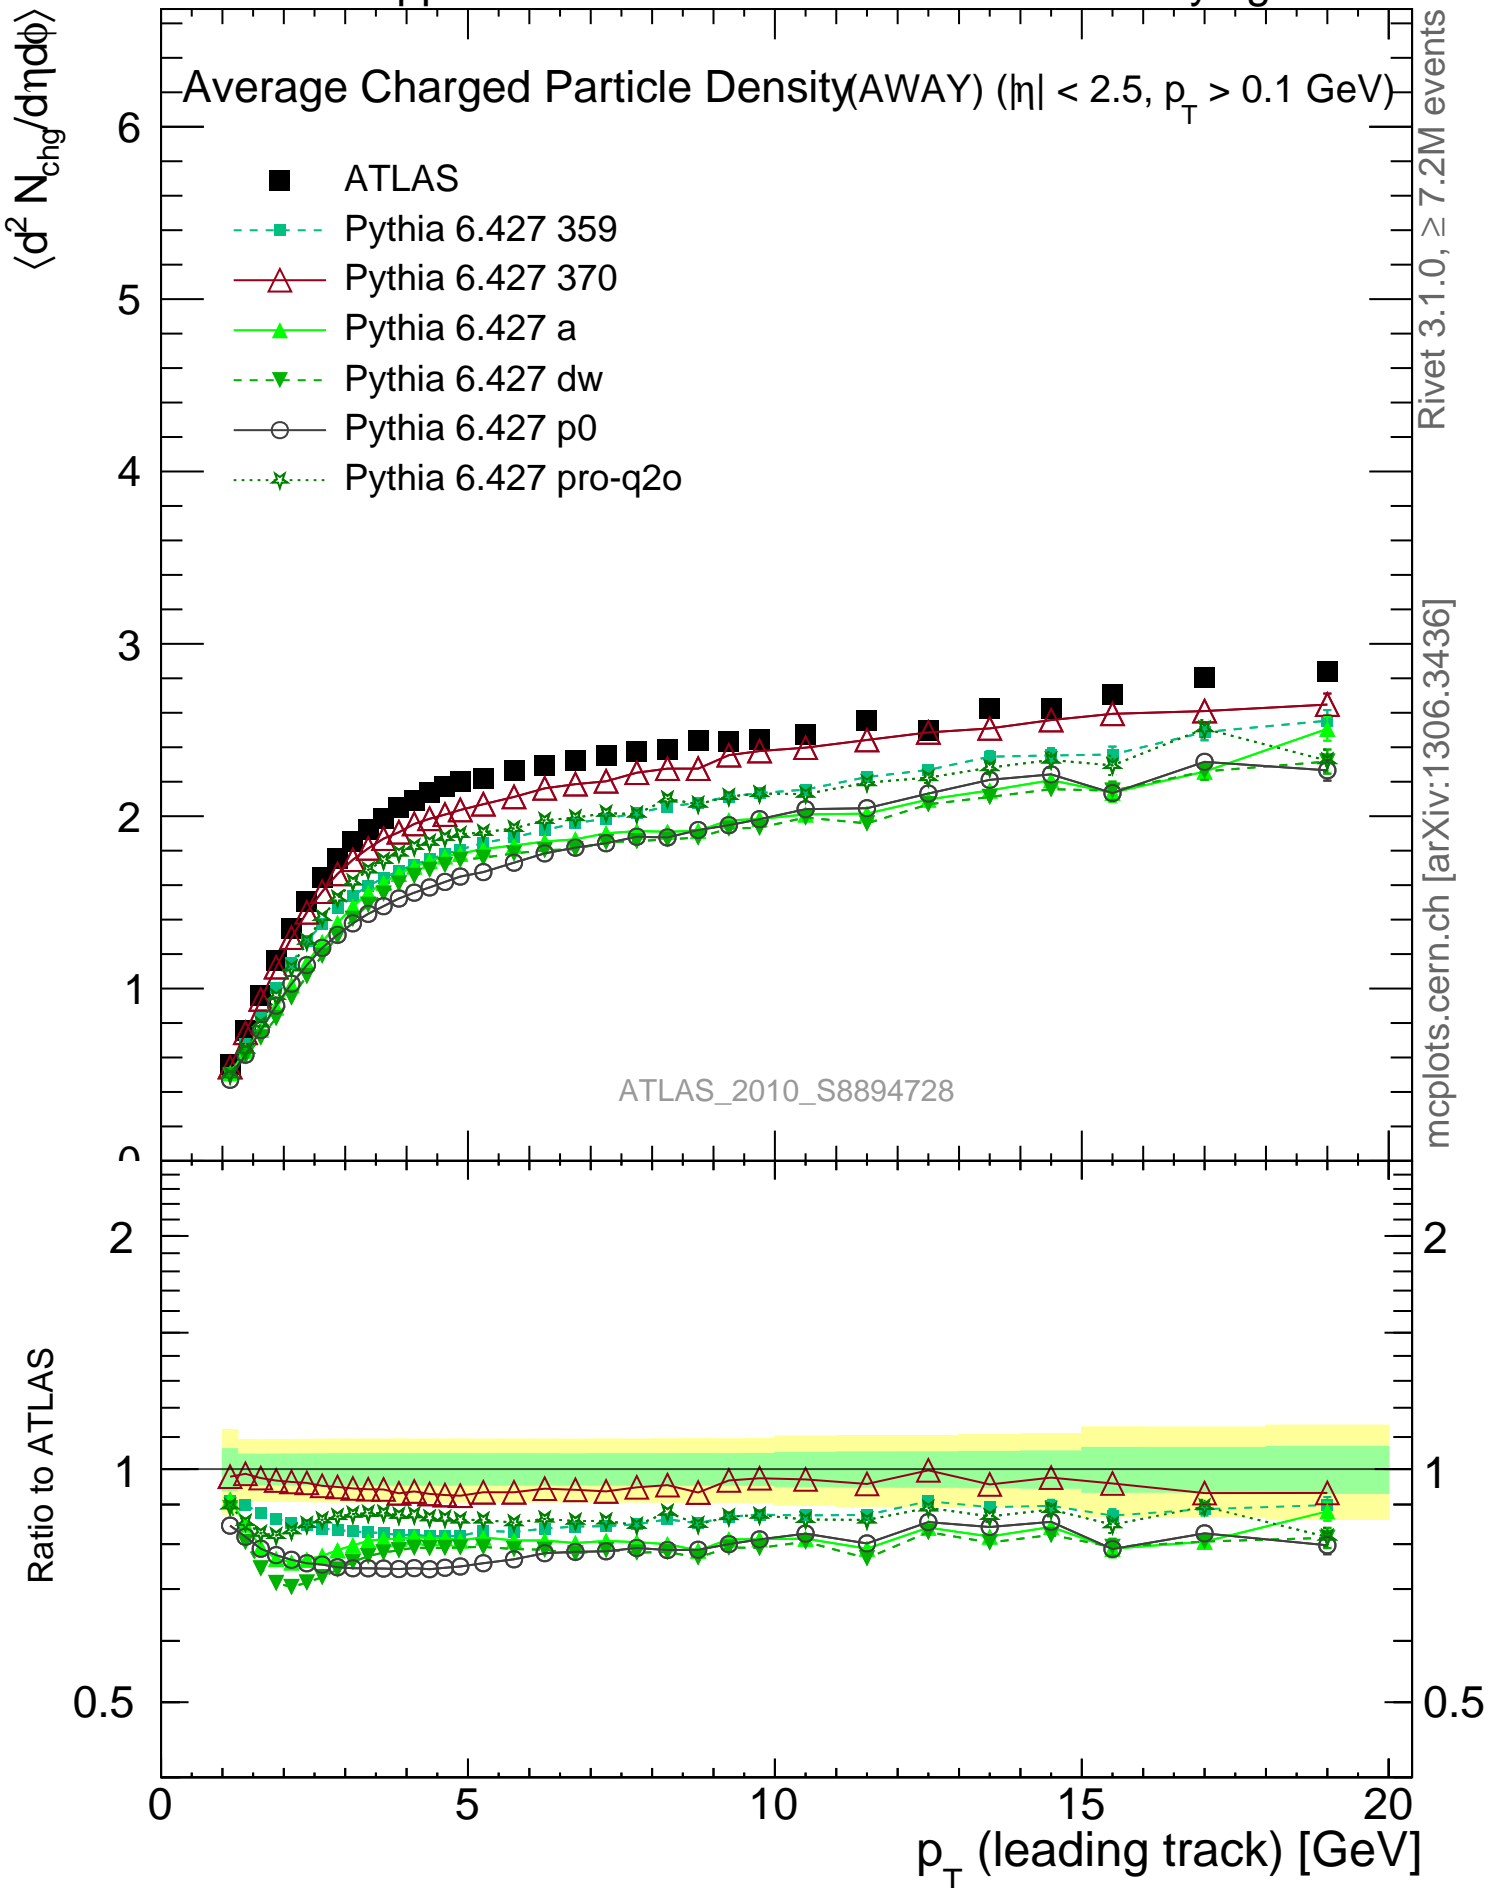 ⟨d² N_chg/dηdϕ⟩
Average Charged Particle Density (AWAY) (|η| < 2.5, p_T > 0.1 GeV)
ATLAS
Pythia 6.427 359
Pythia 6.427 370
Pythia 6.427 a
Pythia 6.427 dw
Pythia 6.427 p0
Pythia 6.427 pro-q2o
6
5
4
3
2
1
0
ATLAS_2010_S8894728
Rivet 3.1.0, ≥ 7.2M events
mcplots.cern.ch [arXiv:1306.3436]
Ratio to ATLAS
2
1
0.5
2
1
0.5
0 5 10 15 20
p_T (leading track) [GeV]